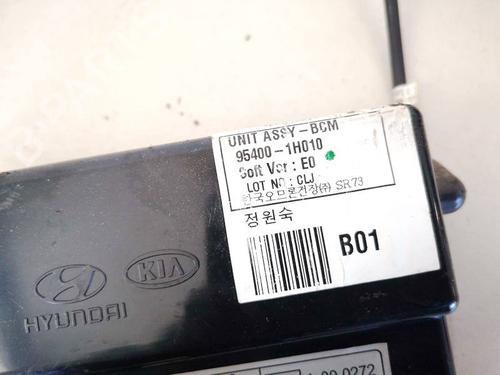 UNIT ASSY-BCM
95400-1H010
Soft Ver : E0
LOT NO : CLJ
한국오므론전장(주) SR73
정원숙
B01
HYUNDAI
KIA